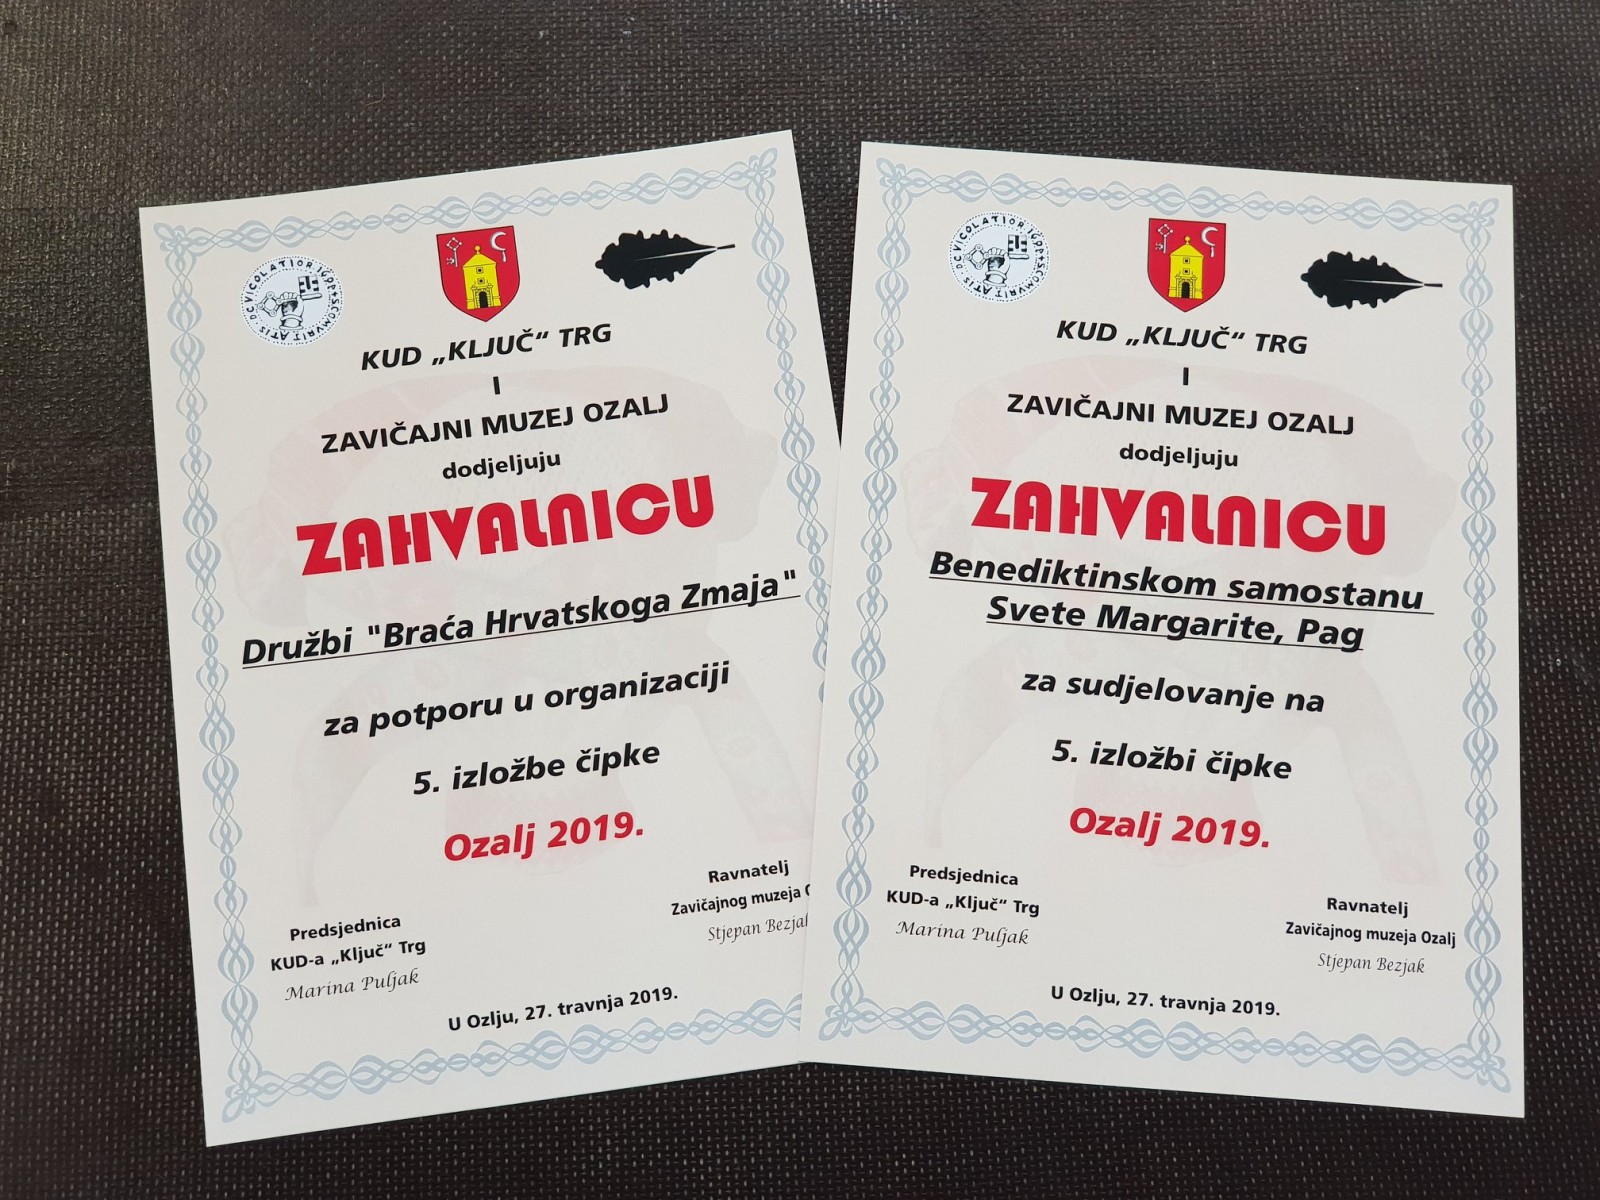 KUD „KLJUČ“ TRG
I
ZAVIČAJNI MUZEJ OZALJ
dodjeljuju
ZAHVALNICU
Družbi "Braća Hrvatskoga Zmaja"
za potporu u organizaciji
5. izložbe čipke
Ozalj 2019.
Predsjednica
KUD-a „Ključ“ Trg
Marina Puljak
Ravnatelj
Zavičajnog muzeja
Stjepan
U Ozlju, 27. travnja 2019.
KUD „KLJUČ“ TRG
I
ZAVIČAJNI MUZEJ OZALJ
dodjeljuju
ZAHVALNICU
Benediktinskom samostanu
Svete Margarite, Pag
za sudjelovanje na
5. izložbi čipke
Ozalj 2019.
Predsjednica
KUD-a „Ključ“ Trg
Marina Puljak
Ravnatelj
Zavičajnog muzeja Ozalj
Stjepan Bezjak
U Ozlju, 27. travnja 2019.